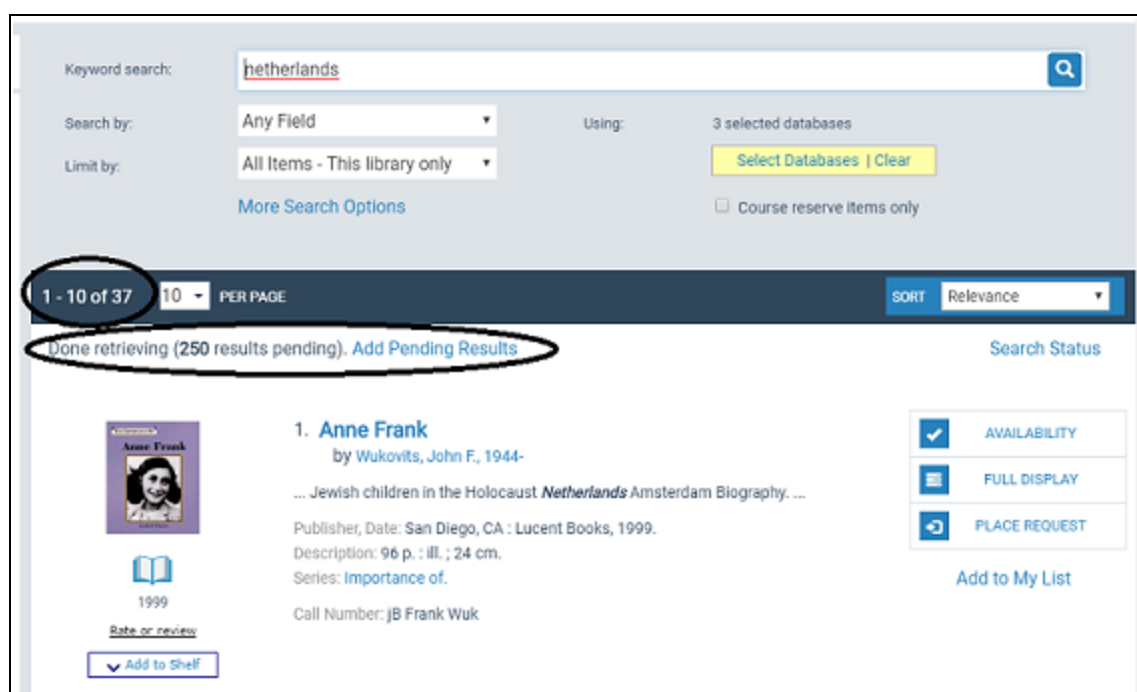 Keyword search: netherlands
Search by: Any Field Using: 3 selected databases
Limit by: All Items - This library only Select Databases | Clear
More Search Options Course reserve items only
1 - 10 of 37 10 PER PAGE SORT Relevance
Done retrieving (250 results pending). Add Pending Results Search Status
Anne Frank
1. Anne Frank
by Wukovits, John F., 1944-
... Jewish children in the Holocaust Netherlands Amsterdam Biography. ...
Publisher, Date: San Diego, CA : Lucent Books, 1999.
Description: 96 p. : ill. ; 24 cm.
Series: Importance of.
Call Number: jB Frank Wuk
1999
Rate or review
Add to Shelf
AVAILABILITY
FULL DISPLAY
PLACE REQUEST
Add to My List